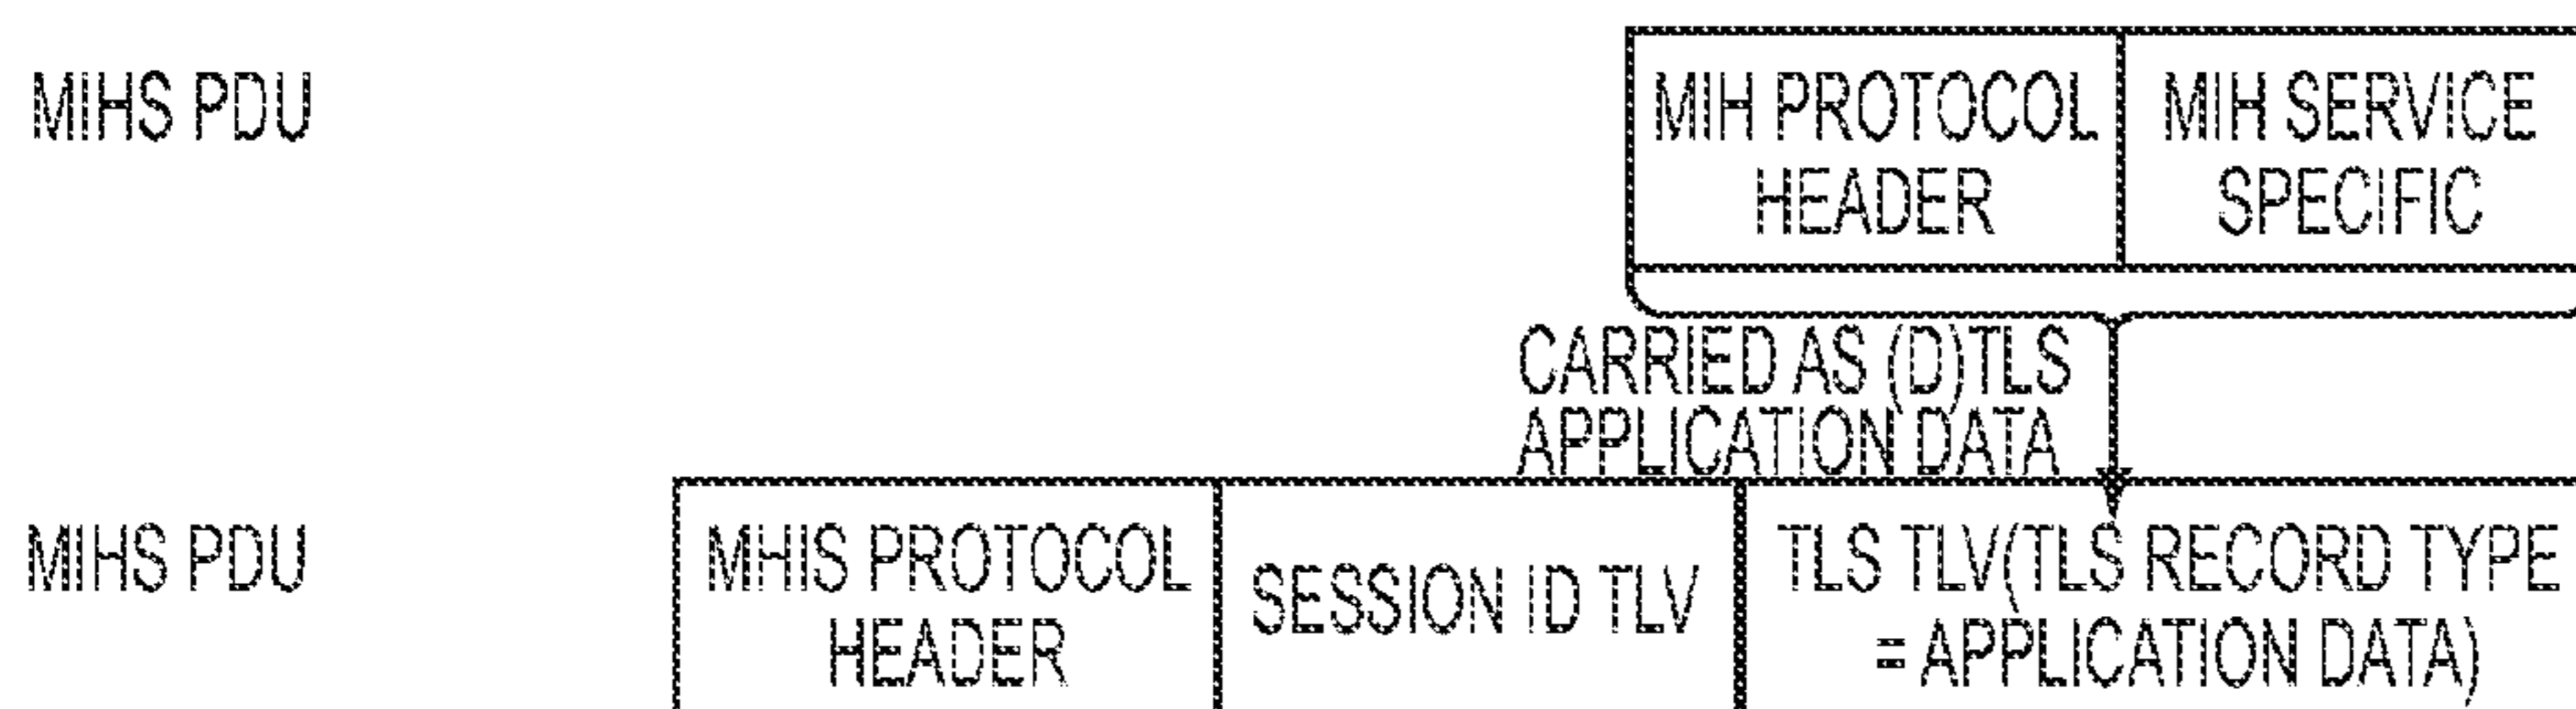 MIHS PDU
MIH PROTOCOL
HEADER
MIH SERVICE
SPECIFIC
CARRIED AS (D)TLS
APPLICATION DATA
MIHS PDU
MHIS PROTOCOL
HEADER
SESSION ID TLV
TLS TLV(TLS RECORD TYPE
= APPLICATION DATA)